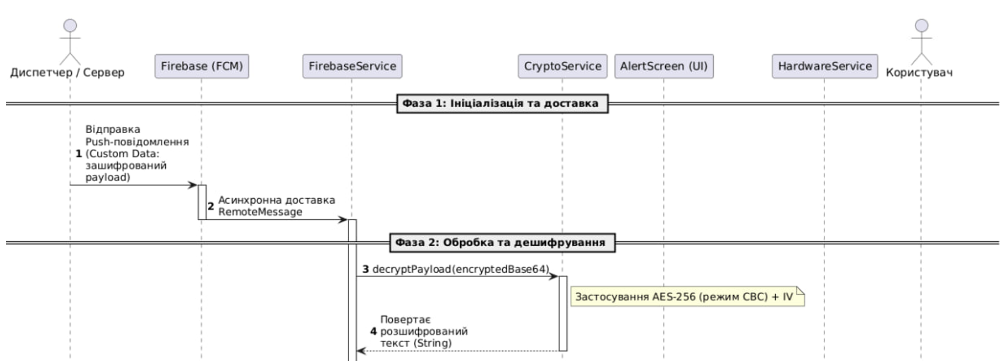 Диспетчер / Сервер
Firebase (FCM)
FirebaseService
CryptoService
AlertScreen (UI)
HardwareService
Користувач
Фаза 1: Ініціалізація та доставка
Відправка
Push-повідомлення
1 (Custom Data:
зашифрований
payload)
2 Асинхронна доставка
RemoteMessage
Фаза 2: Обробка та дешифрування
3 decryptPayload(encryptedBase64)
Застосування AES-256 (режим CBC) + IV
Повертає
4 розшифрований
текст (String)